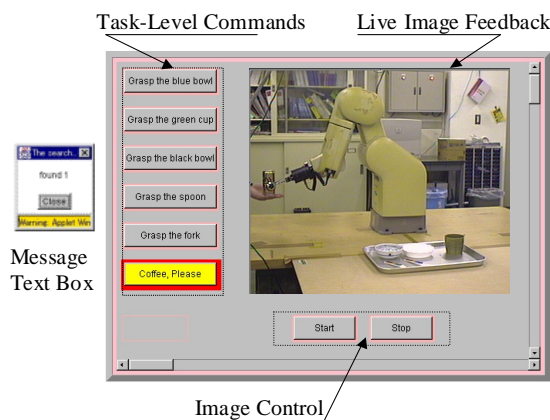 Task-Level Commands
Live Image Feedback
Grasp the blue bowl
Grasp the green cup
Grasp the black bowl
Grasp the spoon
Grasp the fork
Coffee, Please
The search.
found 1
Close
Warning: Applet Win
Message
Text Box
Start
Stop
Image Control